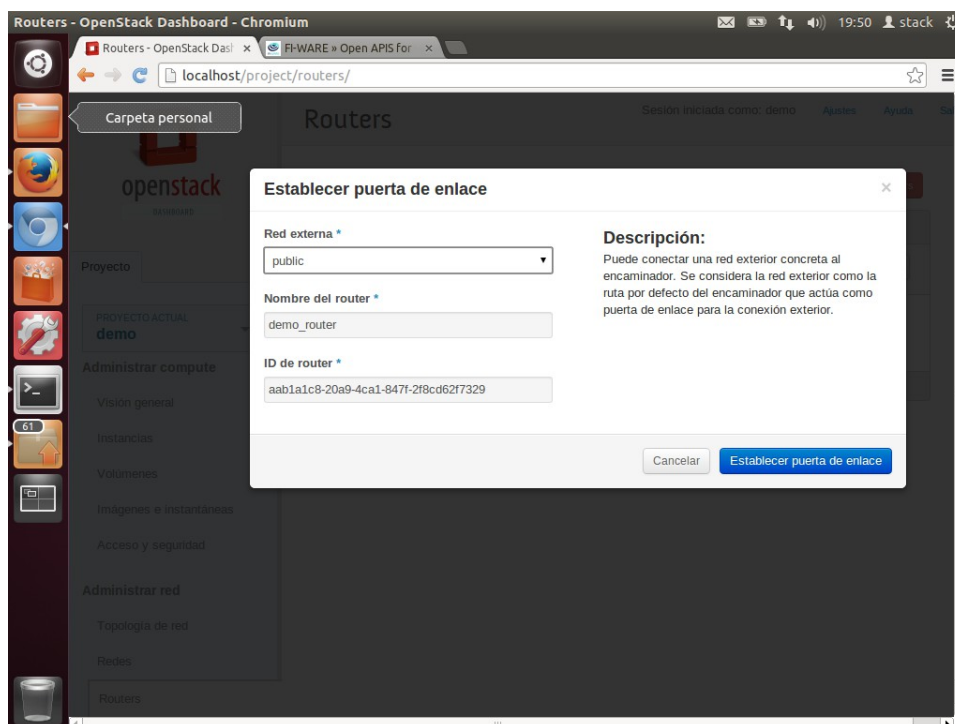 Routers - OpenStack Dashboard - Chromium
19:50
stack
Routers - OpenStack Dasl
FI-WARE » Open APIS for
localhost/project/routers/
Carpeta personal
Routers
Sesión iniciada como: demo
Ajustes
Ayuda
openstack
DASHBOARD
Establecer puerta de enlace
Red externa *
public
Nombre del router *
demo_router
ID de router *
aab1a1c8-20a9-4ca1-847f-2f8cd62f7329
Descripción:
Puede conectar una red exterior concreta al
encaminador. Se considera la red exterior como la
ruta por defecto del encaminador que actúa como
puerta de enlace para la conexión exterior.
Cancelar
Establecer puerta de enlace
Proyecto
PROYECTO ACTUAL
demo
Administrar compute
Visión general
Instancias
Volúmenes
Imágenes e instantáneas
Acceso y seguridad
Administrar red
Topología de red
Redes
Routers
61